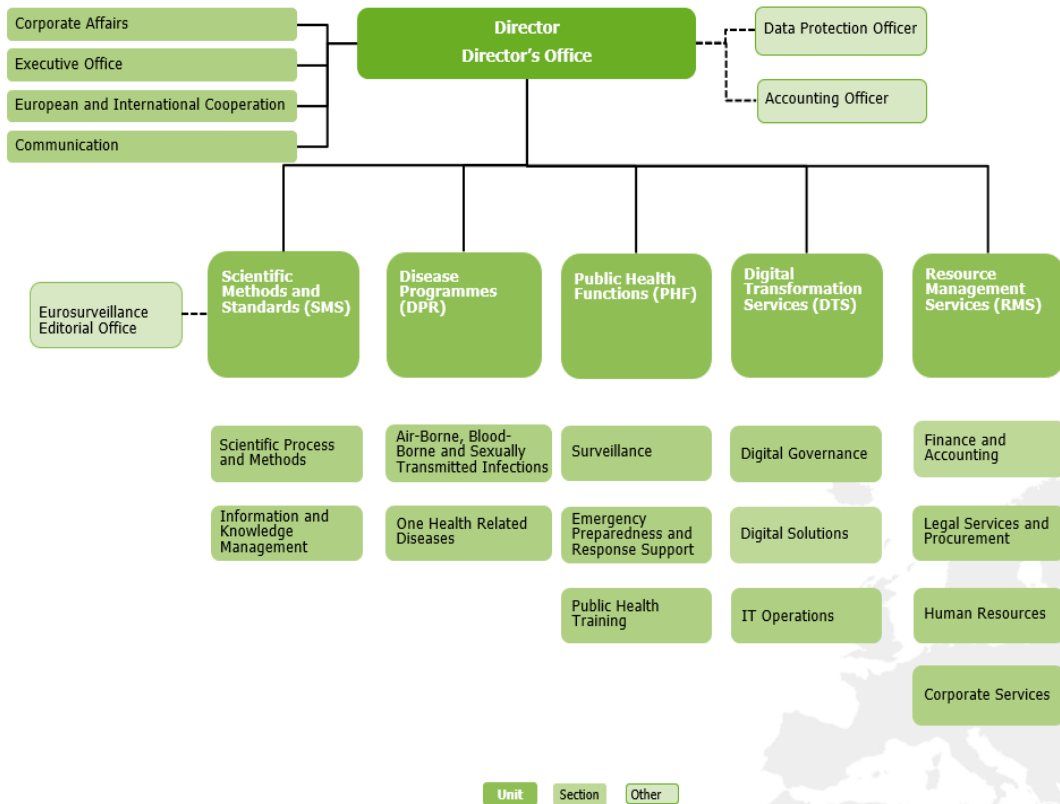 Corporate Affairs
Executive Office
European and International Cooperation
Communication
Director
Director's Office
Data Protection Officer
Accounting Officer
Eurosurveillance
Editorial Office
Scientific
Methods and
Standards (SMS)
Disease
Programmes
(DPR)
Public Health
Functions (PHF)
Digital
Transformation
Services (DTS)
Resource
Management
Services (RMS)
Scientific Process
and Methods
Information and
Knowledge
Management
Air-Borne, Blood-
Borne and Sexually
Transmitted Infections
One Health Related
Diseases
Surveillance
Emergency
Preparedness and
Response Support
Public Health
Training
Digital Governance
Digital Solutions
IT Operations
Finance and
Accounting
Legal Services and
Procurement
Human Resources
Corporate Services
Unit
Section
Other